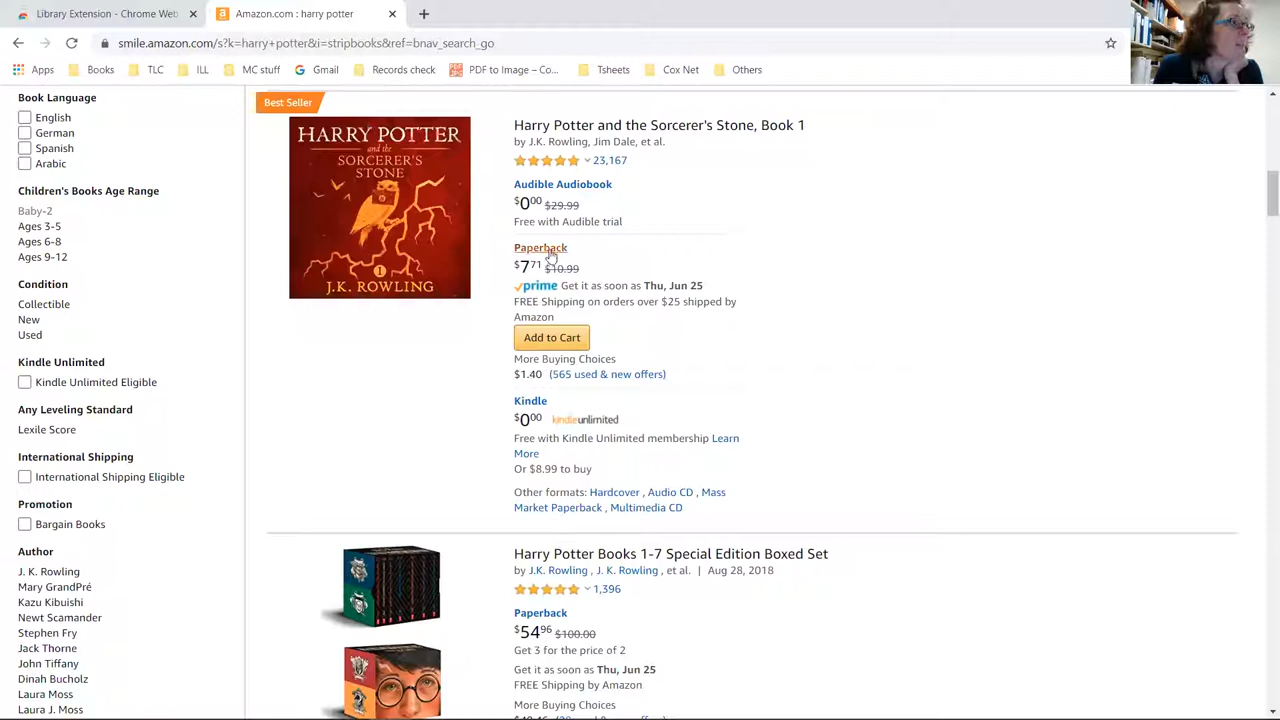 Library Extension - Chrome Web
Amazon.com : harry potter
smile.amazon.com/s?k=harry+potter&i=stripbooks&ref=bnav_search_go
Apps Books TLC ILL MC stuff Gmail Records check PDF to Image – Co... Tsheets Cox Net Others
Book Language
English
German
Spanish
Arabic
Children's Books Age Range
Baby-2
Ages 3-5
Ages 6-8
Ages 9-12
Condition
Collectible
New
Used
Kindle Unlimited
Kindle Unlimited Eligible
Any Leveling Standard
Lexile Score
International Shipping
International Shipping Eligible
Promotion
Bargain Books
Author
J. K. Rowling
Mary GrandPré
Kazu Kibuishi
Newt Scamander
Stephen Fry
Jack Thorne
John Tiffany
Dinah Bucholz
Laura Moss
Laura J. Moss
Best Seller
HARRY POTTER
and the
SORCERER'S
STONE
1
J.K. ROWLING
Harry Potter and the Sorcerer's Stone, Book 1
by J.K. Rowling, Jim Dale, et al.
23,167
Audible Audiobook
$0.00 $29.99
Free with Audible trial
Paperback
$7.71 $10.99
prime Get it as soon as Thu, Jun 25
FREE Shipping on orders over $25 shipped by
Amazon
Add to Cart
More Buying Choices
$1.40 (565 used & new offers)
Kindle
$0.00 kindleunlimited
Free with Kindle Unlimited membership Learn
More
Or $8.99 to buy
Other formats: Hardcover , Audio CD , Mass
Market Paperback , Multimedia CD
Harry Potter Books 1-7 Special Edition Boxed Set
by J.K. Rowling , J. K. Rowling , et al. | Aug 28, 2018
1,396
Paperback
$54.96 $100.00
Get 3 for the price of 2
Get it as soon as Thu, Jun 25
FREE Shipping by Amazon
More Buying Choices